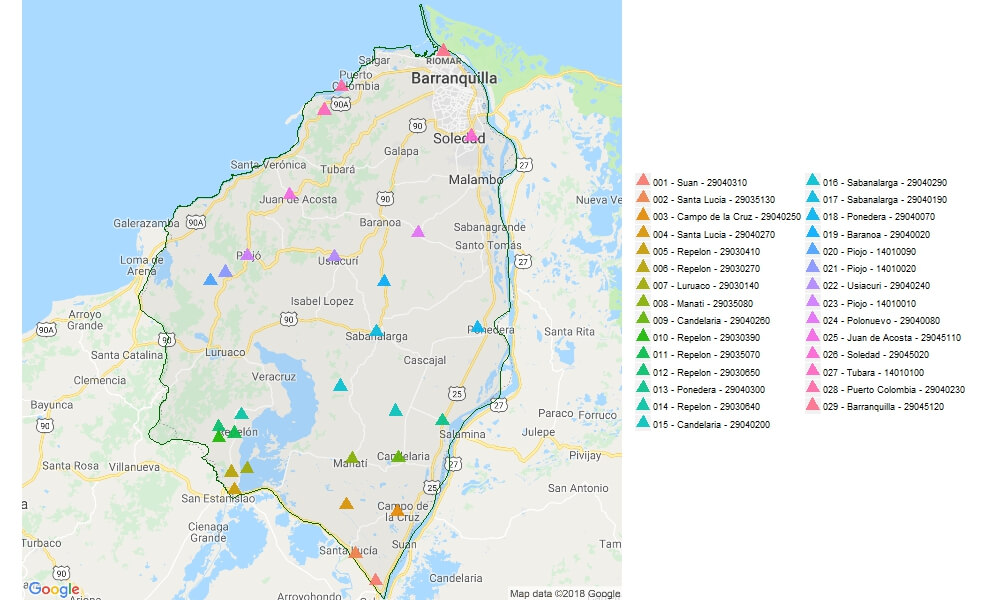 Salgar
RIOMAR
Puerto
Colombia
Barranquilla
90A
90
Soledad
Galapa
27
Santa Verónica
Tubará
Malambo
Juan de Acosta
90
Nueva Ve
Galerazamba
90A
Baranoa
Sabanagrande
Santo Tomás
Piojó
Usiacurí
Loma de
Arena
90
27
Isabel Lopez
Arroyo
Grande
90A
90
Ponedera
Santa Rita
90
Sabanalarga
Santa Catalina
Luruaco
Cascajal
Clemencia
Veracruz
25
Bayunca
27
Paraco
Forruco
90
Repelón
Salamina
Julepe
Santa Rosa
Villanueva
Manatí
Candelaria
27
Pivijay
San Estanislao
25
San Antonio
a
Campo de
la Cruz
Cienaga
Grande
Turbaco
Santa Lucía
Suan
Tam
90
Candelaria
Google
Arjona
Arroyohondo
Map data ©2018 Google
001 - Suan - 29040310
002 - Santa Lucia - 29035130
003 - Campo de la Cruz - 29040250
004 - Santa Lucia - 29040270
005 - Repelon - 29030410
006 - Repelon - 29030270
007 - Luruaco - 29030140
008 - Manati - 29035080
009 - Candelaria - 29040260
010 - Repelon - 29030390
011 - Repelon - 29035070
012 - Repelon - 29030650
013 - Ponedera - 29040300
014 - Repelon - 29030640
015 - Candelaria - 29040200
016 - Sabanalarga - 29040290
017 - Sabanalarga - 29040190
018 - Ponedera - 29040070
019 - Baranoa - 29040020
020 - Piojo - 14010090
021 - Piojo - 14010020
022 - Usiacuri - 29040240
023 - Piojo - 14010010
024 - Polonuevo - 29040080
025 - Juan de Acosta - 29045110
026 - Soledad - 29045020
027 - Tubara - 14010100
028 - Puerto Colombia - 29040230
029 - Barranquilla - 29045120